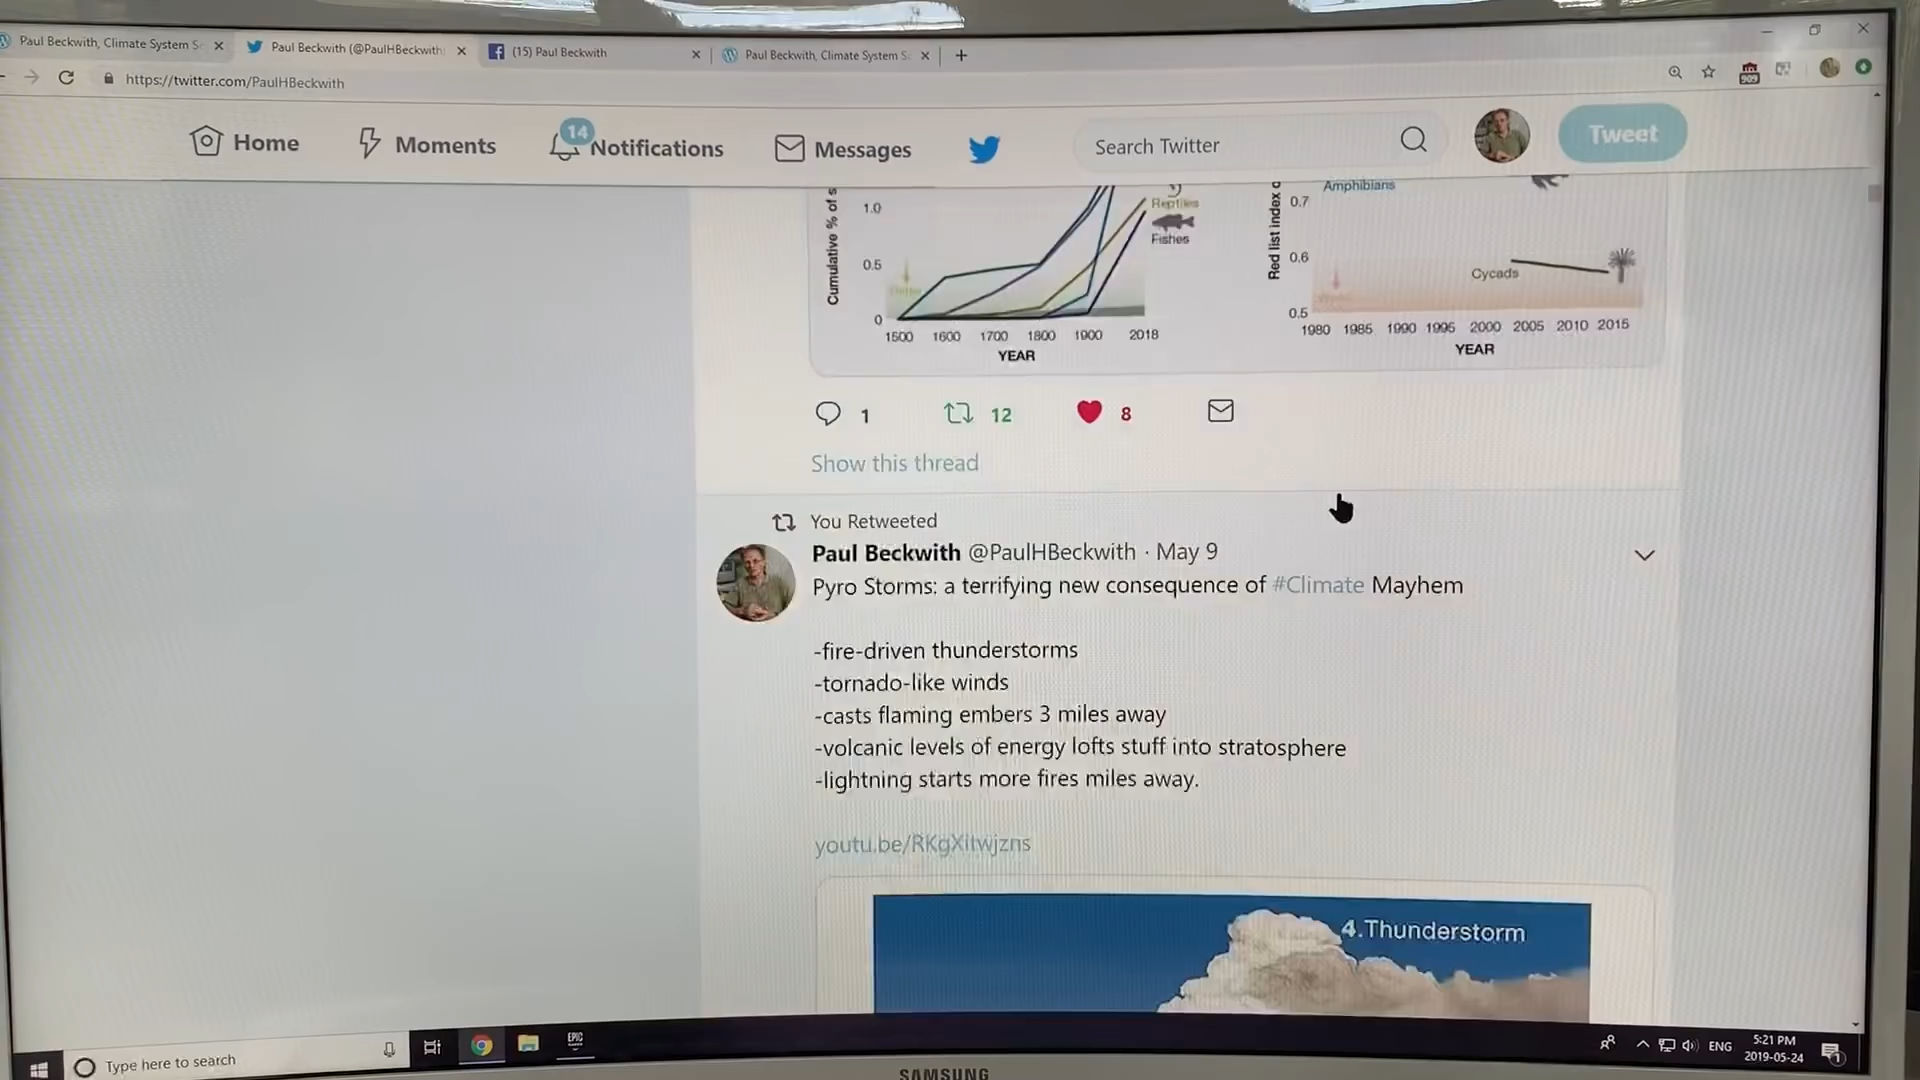 Paul Beckwith, Climate System S
Paul Beckwith (@PaulHBeckwith
(15) Paul Beckwith
Paul Beckwith, Climate System S
https://twitter.com/PaulHBeckwith
909
Home
Moments
14
Notifications
Messages
Search Twitter
Tweet
Cumulative % of s
1.0
0.5
0
Reptiles
Fishes
1500 1600 1700 1800 1900 2018
YEAR
Red list index o
0.7
0.6
0.5
Amphibians
Cycads
1980 1985 1990 1995 2000 2005 2010 2015
YEAR
1 12 8
Show this thread
You Retweeted
Paul Beckwith @PaulHBeckwith · May 9
Pyro Storms: a terrifying new consequence of #Climate Mayhem
-fire-driven thunderstorms
-tornado-like winds
-casts flaming embers 3 miles away
-volcanic levels of energy lofts stuff into stratosphere
-lightning starts more fires miles away.
youtu.be/RKgXitwjzns
4.Thunderstorm
Type here to search
EPIC
ENG
5:21 PM
2019-05-24
1
SAMSUNG